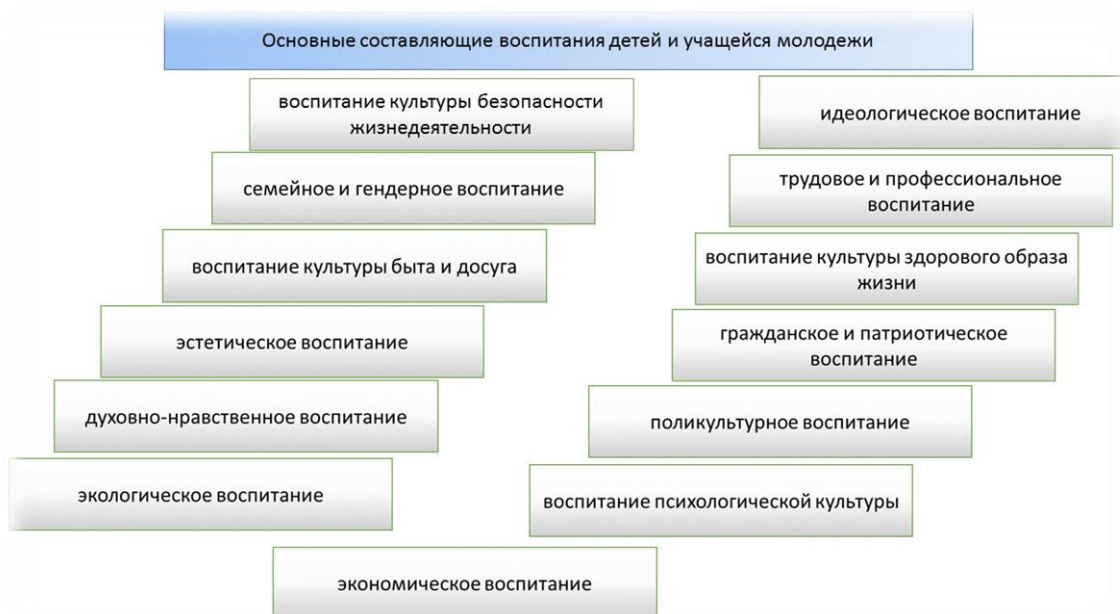 Основные составляющие воспитания детей и учащейся молодежи
воспитание культуры безопасности
жизнедеятельности
семейное и гендерное воспитание
воспитание культуры быта и досуга
эстетическое воспитание
духовно-нравственное воспитание
экологическое воспитание
идеологическое воспитание
трудовое и профессиональное
воспитание
воспитание культуры здорового образа
жизни
гражданское и патриотическое
воспитание
поликультурное воспитание
воспитание психологической культуры
экономическое воспитание